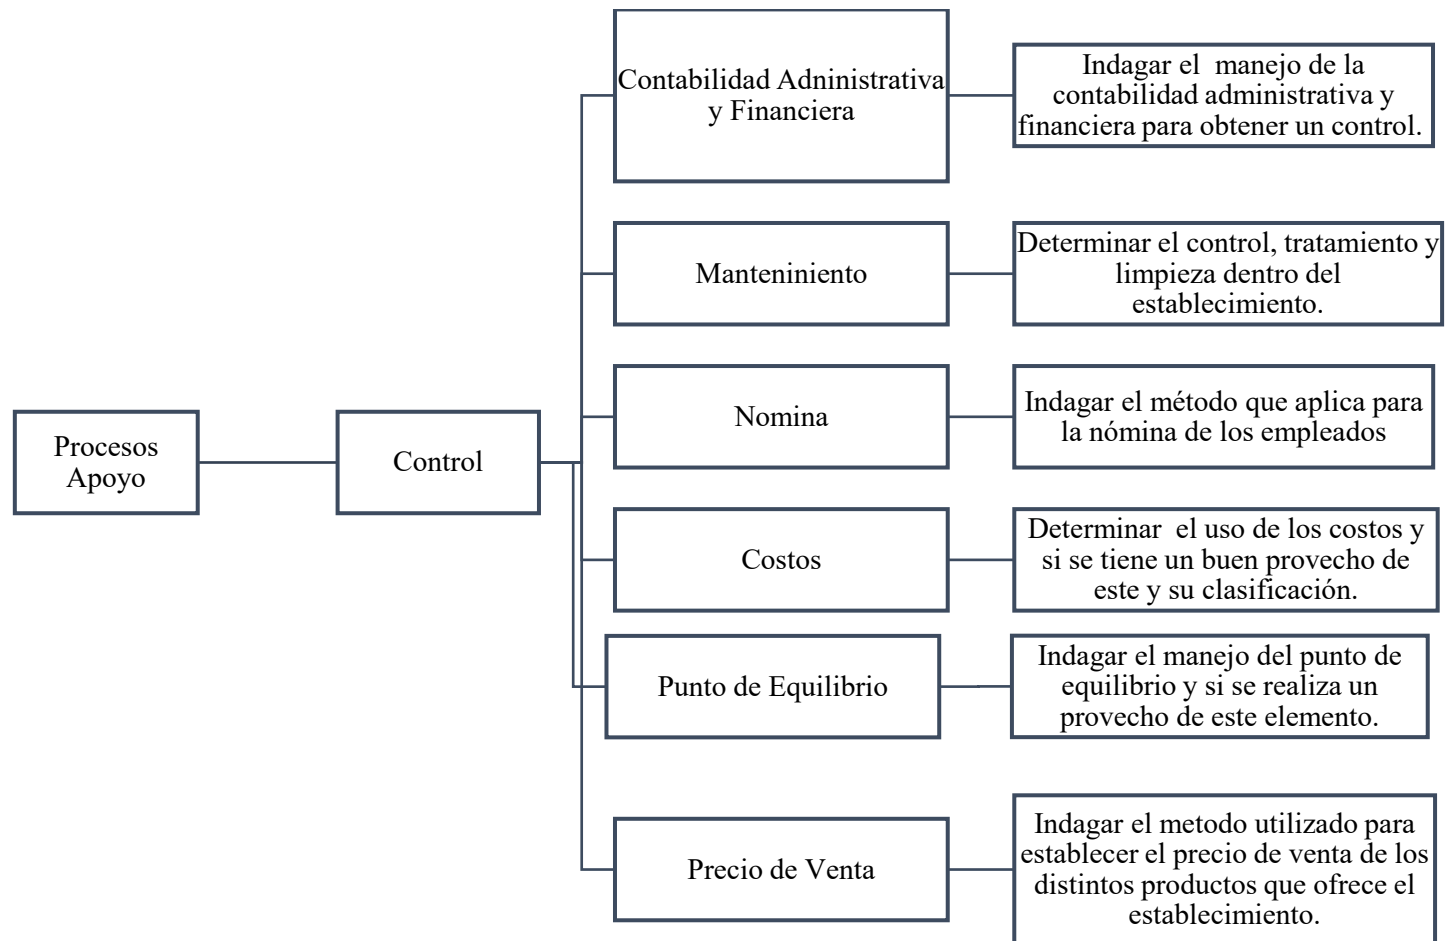 Procesos
Apoyo
Control
Contabilidad Adninistrativa
y Financiera
Indagar el manejo de la
contabilidad administrativa y
financiera para obtener un control.
Manteniniento
Determinar el control, tratamiento y
limpieza dentro del
establecimiento.
Nomina
Indagar el método que aplica para
la nómina de los empleados
Costos
Determinar el uso de los costos y
si se tiene un buen provecho de
este y su clasificación.
Punto de Equilibrio
Indagar el manejo del punto de
equilibrio y si se realiza un
provecho de este elemento.
Precio de Venta
Indagar el metodo utilizado para
establecer el precio de venta de los
distintos productos que ofrece el
establecimiento.